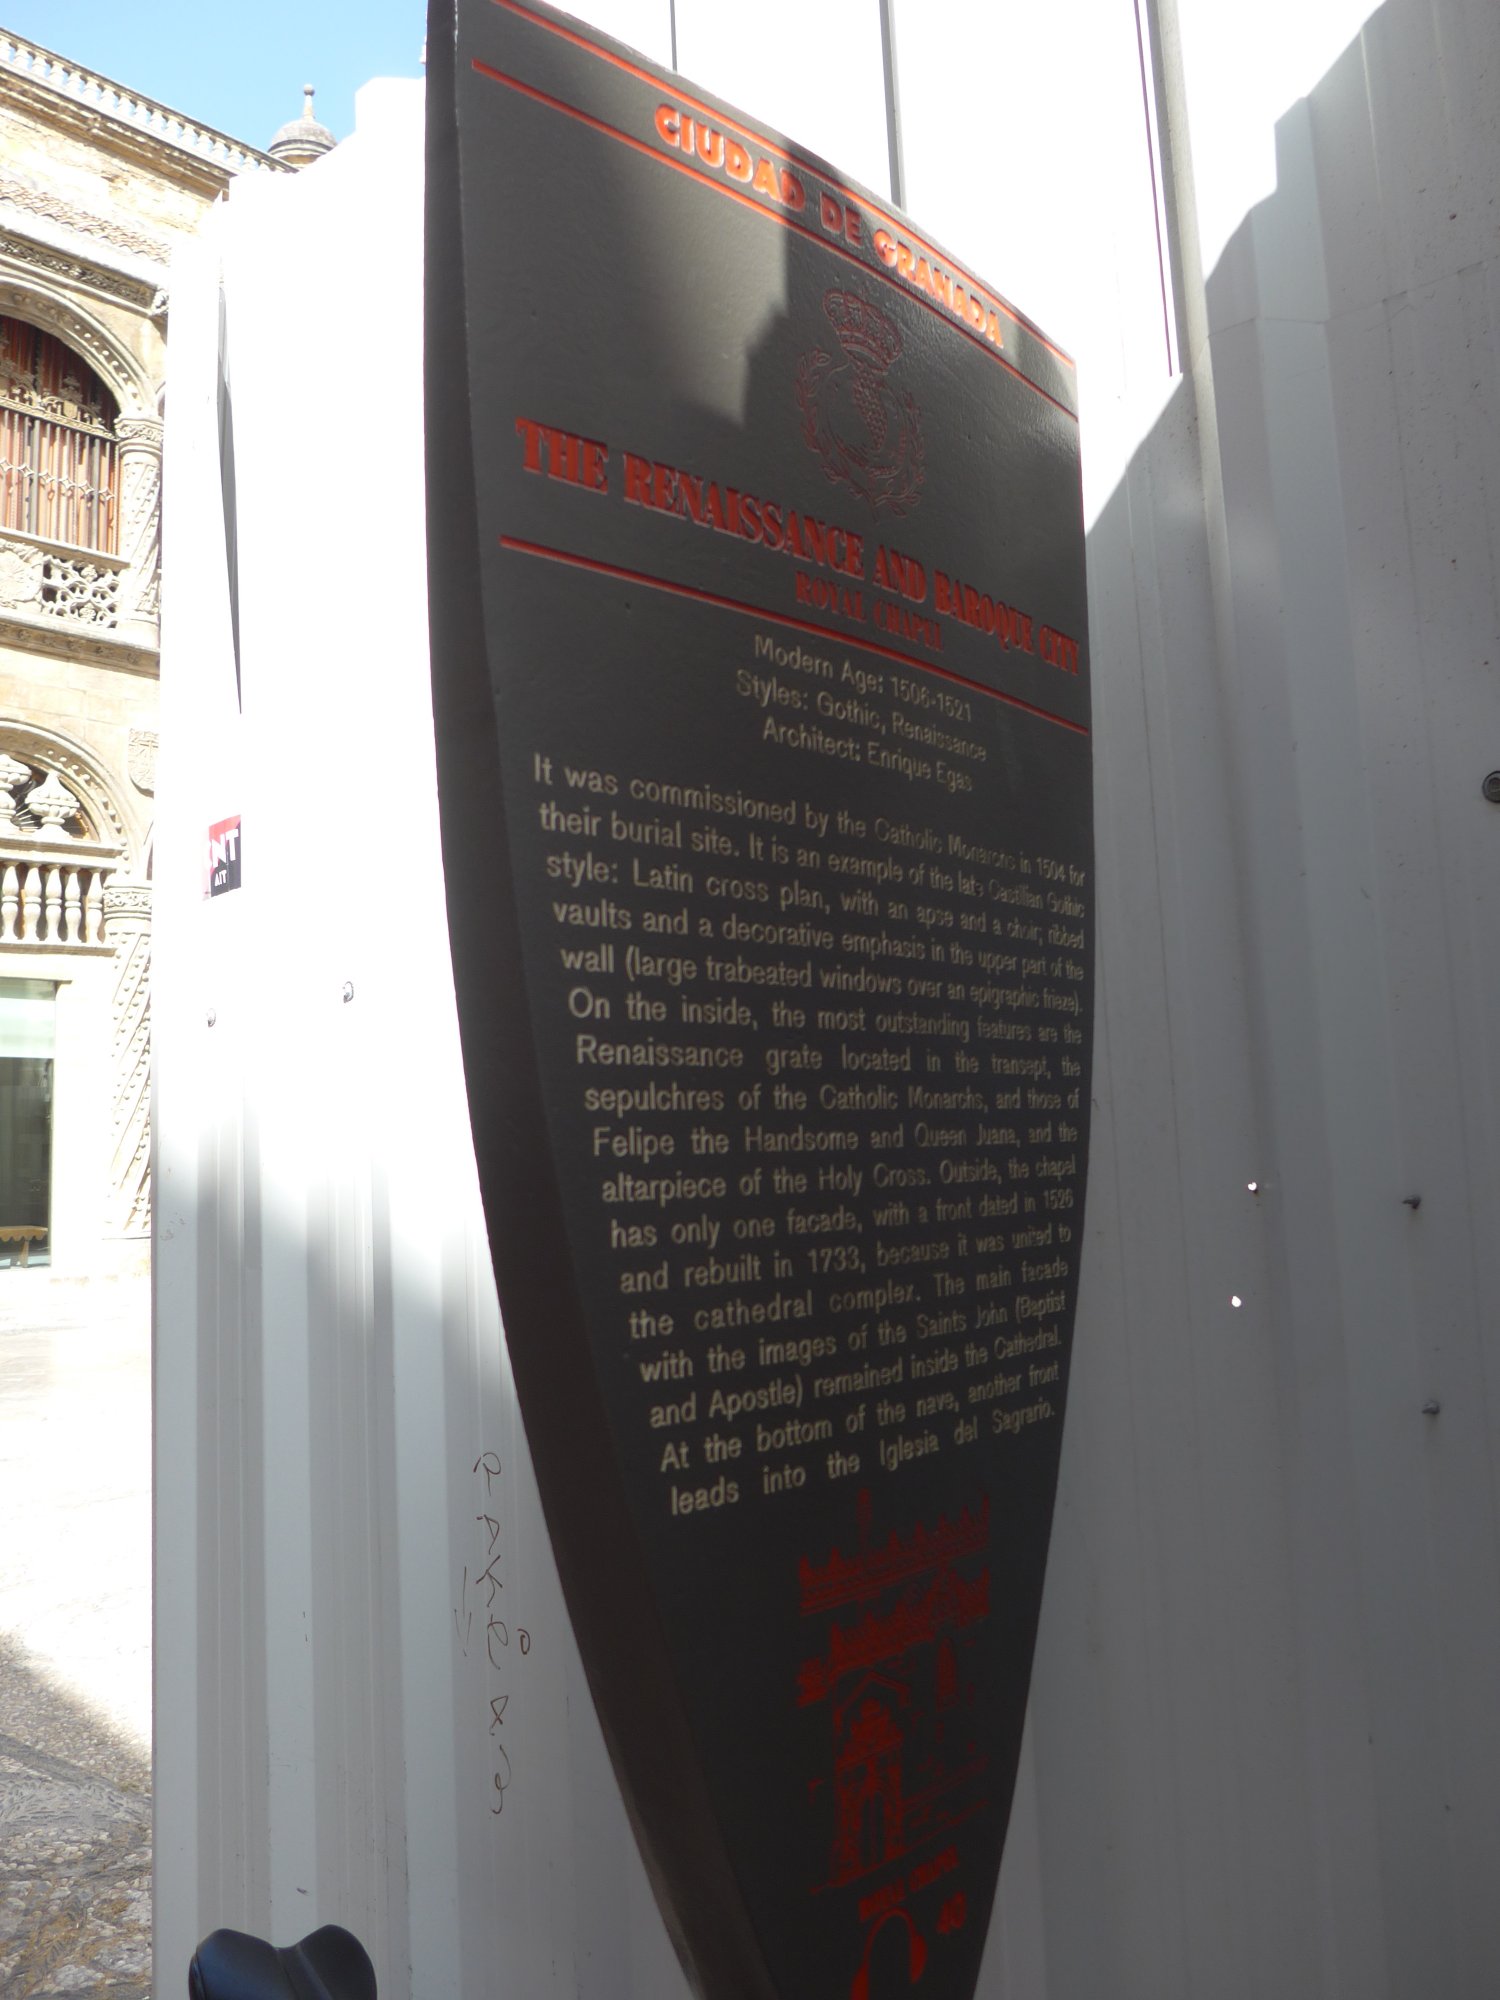 CIUDAD DE GRANADA
THE RENAISSANCE AND BAROQUE CITY
ROYAL CHAPEL
Modern Age: 1506-1521
Styles: Gothic, Renaissance
Architect: Enrique Egas
It was commissioned by the Catholic Monarchs in 1504 for
their burial site. It is an example of the late Castilian Gothic
style: Latin cross plan, with an apse and a choir; ribbed
vaults and a decorative emphasis in the upper part of the
wall (large trabeated windows over an epigraphic frieze).
On the inside, the most outstanding features are the
Renaissance grate located in the transept, the
sepulchres of the Catholic Monarchs, and those of
Felipe the Handsome and Queen Juana, and the
altarpiece of the Holy Cross. Outside, the chapel
has only one facade, with a front dated in 1526
and rebuilt in 1733, because it was united to
the cathedral complex. The main facade
with the images of the Saints John (Baptist
and Apostle) remained inside the Cathedral.
At the bottom of the nave, another front
leads into the Iglesia del Sagrario.
40
CNT
AIT